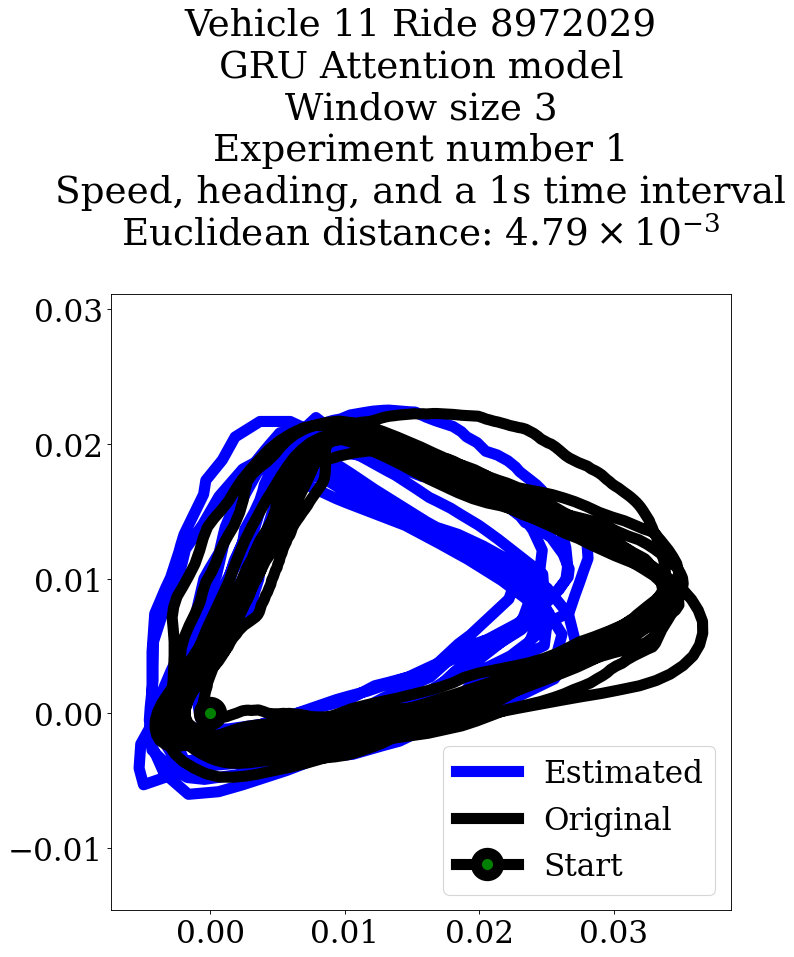 Vehicle 11 Ride 8972029
GRU Attention model
Window size 3
Experiment number 1
Speed, heading, and a 1s time interval
Euclidean distance: 4.79 × 10⁻³
0.03
0.02
0.01
0.00
−0.01
Estimated
Original
Start
0.00 0.01 0.02 0.03